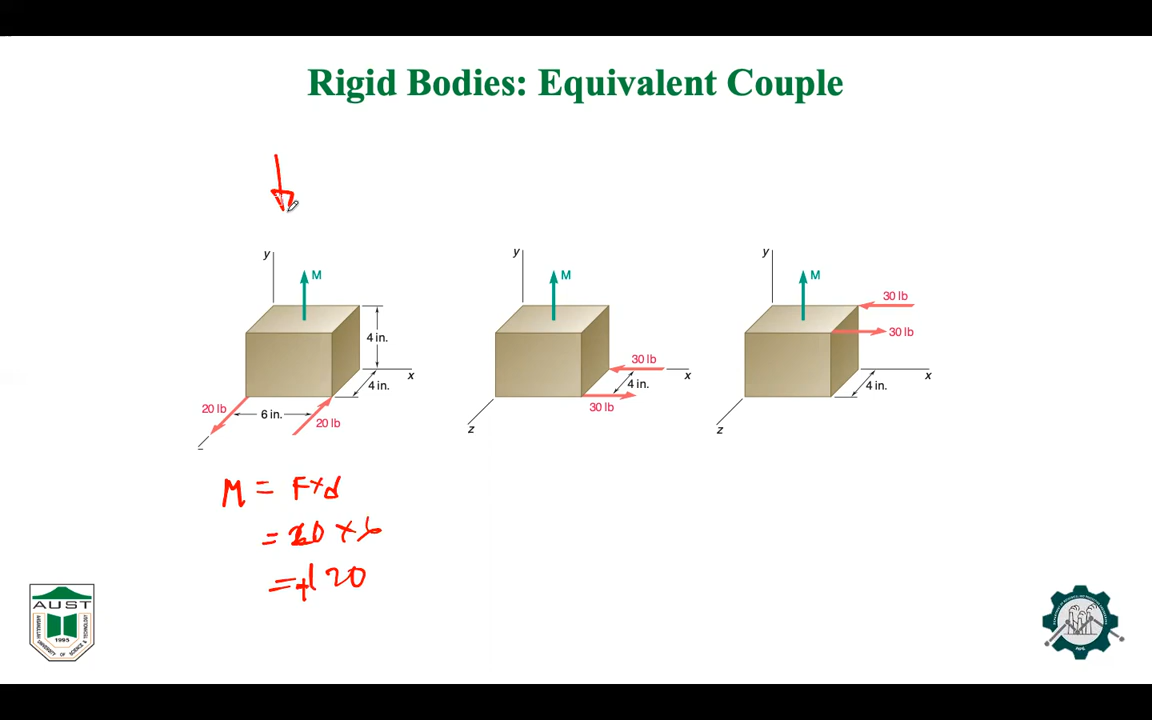 Rigid Bodies: Equivalent Couple
y
M
4 in.
x
4 in.
20 lb
6 in.
20 lb
y
M
30 lb
x
4 in.
30 lb
z
y
M
30 lb
30 lb
x
4 in.
z
M = F×d
= 20 × 6
= +120
AUST
1995